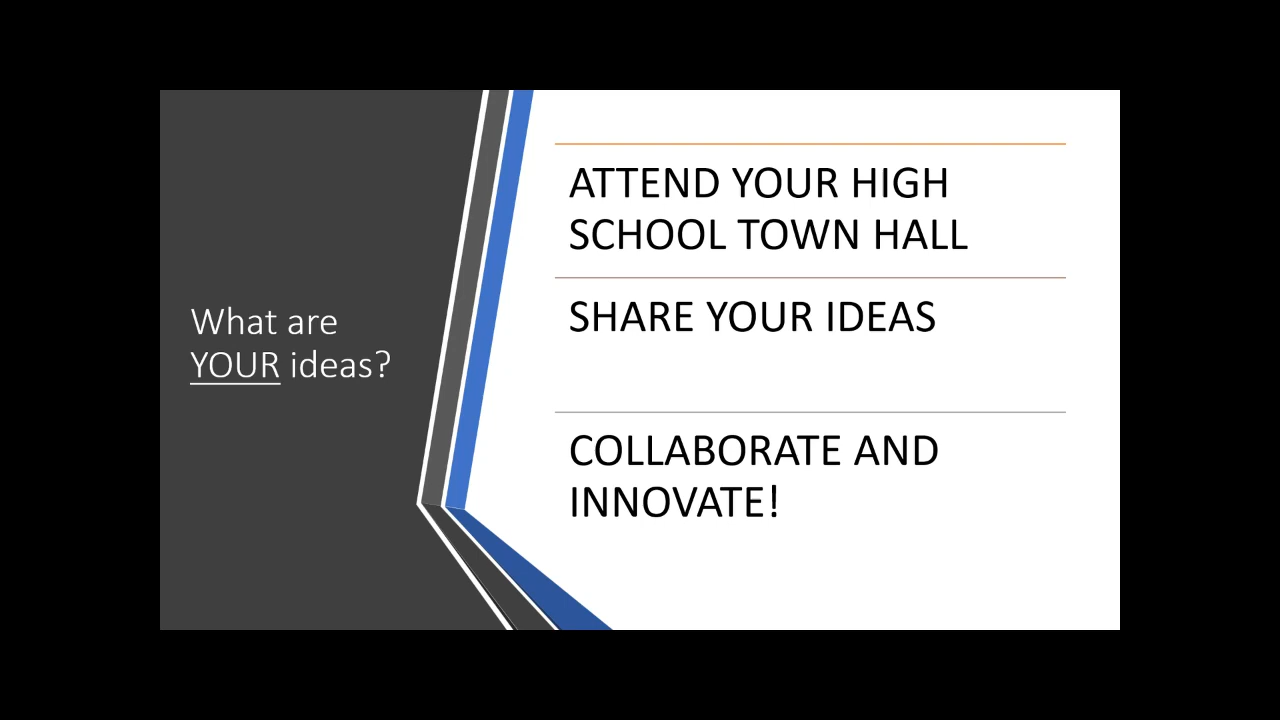 What are
YOUR ideas?
ATTEND YOUR HIGH
SCHOOL TOWN HALL
SHARE YOUR IDEAS
COLLABORATE AND
INNOVATE!